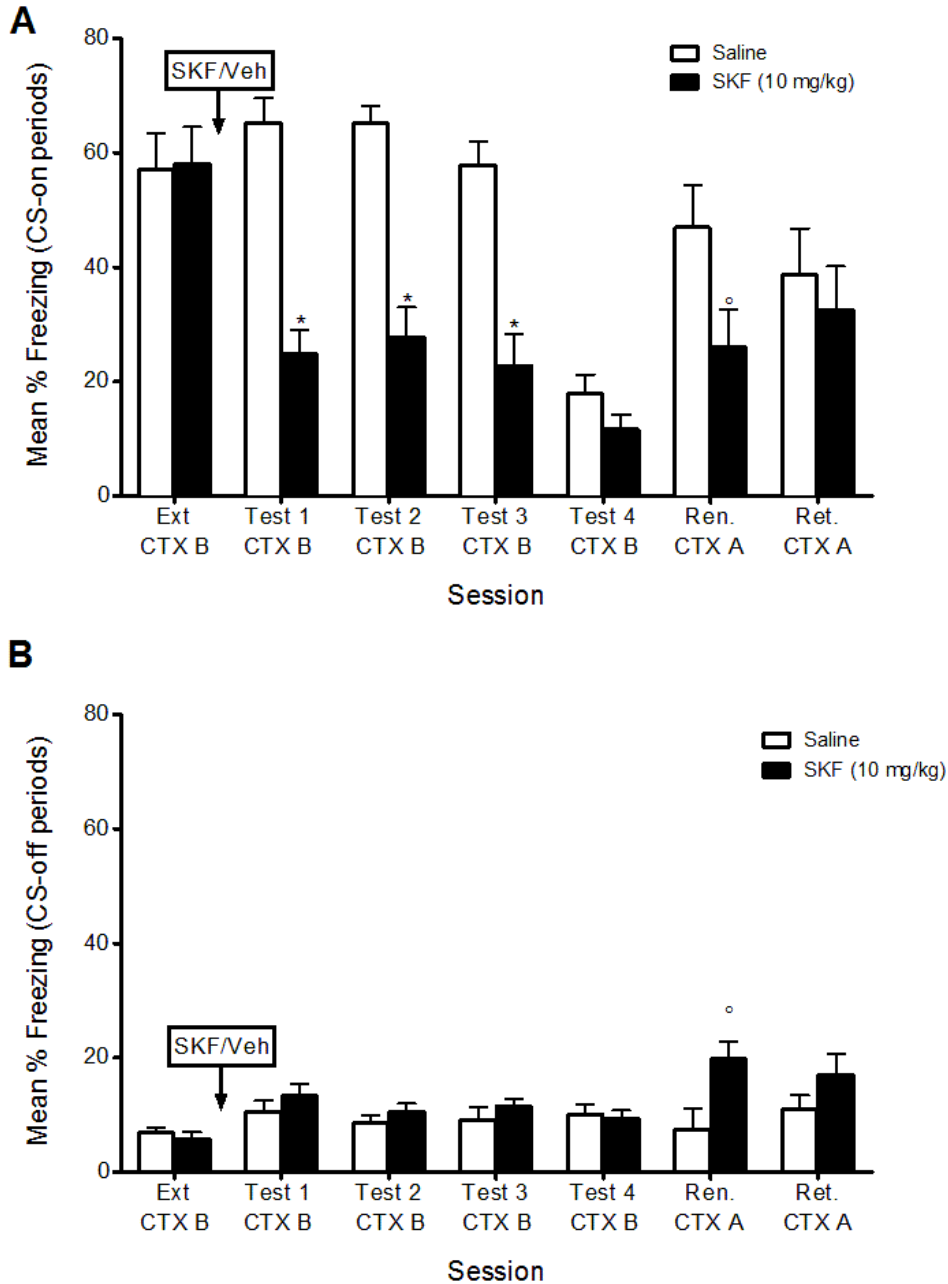 A
80
60
40
20
0
Mean % Freezing (CS-on periods)
SKF/Veh
Saline
SKF (10 mg/kg)
*
*
*
°
Ext Test 1 Test 2 Test 3 Test 4 Ren. Ret.
CTX B CTX B CTX B CTX B CTX B CTX A CTX A
Session
B
80
60
40
20
0
Mean % Freezing (CS-off periods)
Saline
SKF (10 mg/kg)
SKF/Veh
°
Ext Test 1 Test 2 Test 3 Test 4 Ren. Ret.
CTX B CTX B CTX B CTX B CTX B CTX A CTX A
Session